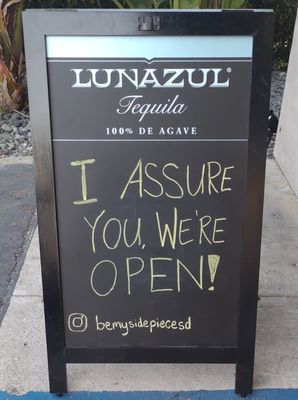 LUNAZUL®
Tequila
100% DE AGAVE
I ASSURE
YOU, WE'RE
OPEN!
bemysidepiecesd